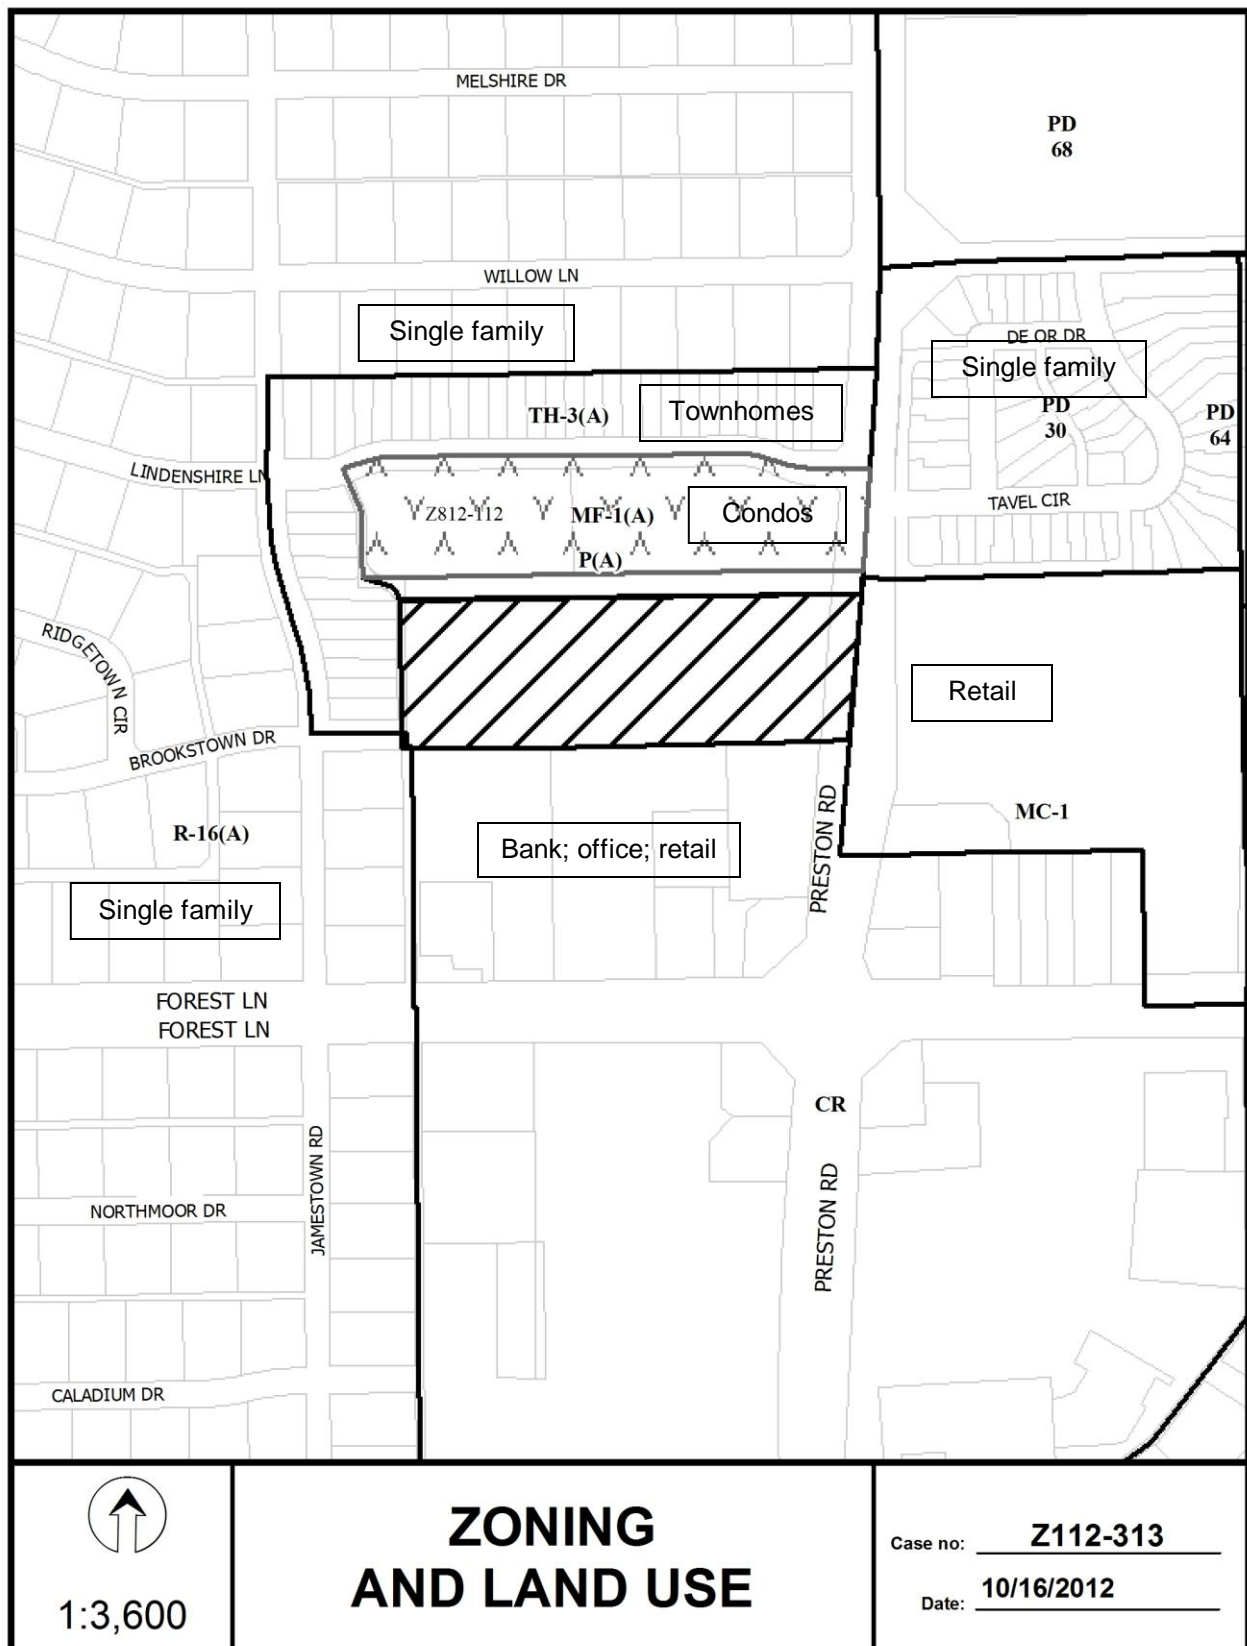 MELSHIRE DR
PD
68
WILLOW LN
Single family
DE OR DR
Single family
TH-3(A)
Townhomes
PD
30
PD
64
LINDENSHIRE LN
Z812-112
MF-1(A)
Condos
TAVEL CIR
P(A)
RIDGETOWN CIR
Retail
BROOKSTOWN DR
R-16(A)
Bank; office; retail
PRESTON RD
MC-1
Single family
FOREST LN
FOREST LN
CR
JAMESTOWN RD
PRESTON RD
NORTHMOOR DR
CALADIUM DR
1:3,600
ZONING
AND LAND USE
Case no: Z112-313
Date: 10/16/2012